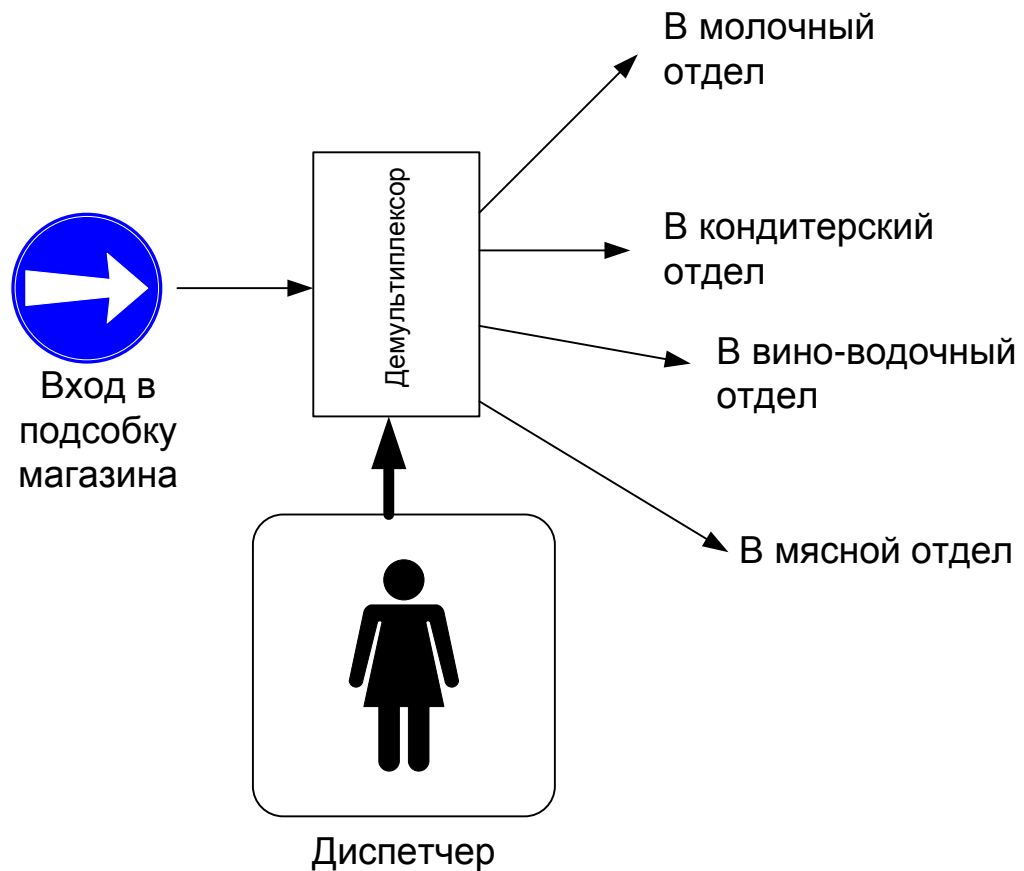 В молочный
отдел
Демультиплексор
В кондитерский
отдел
В вино-водочный
отдел
Вход в
подсобку
магазина
В мясной отдел
Диспетчер